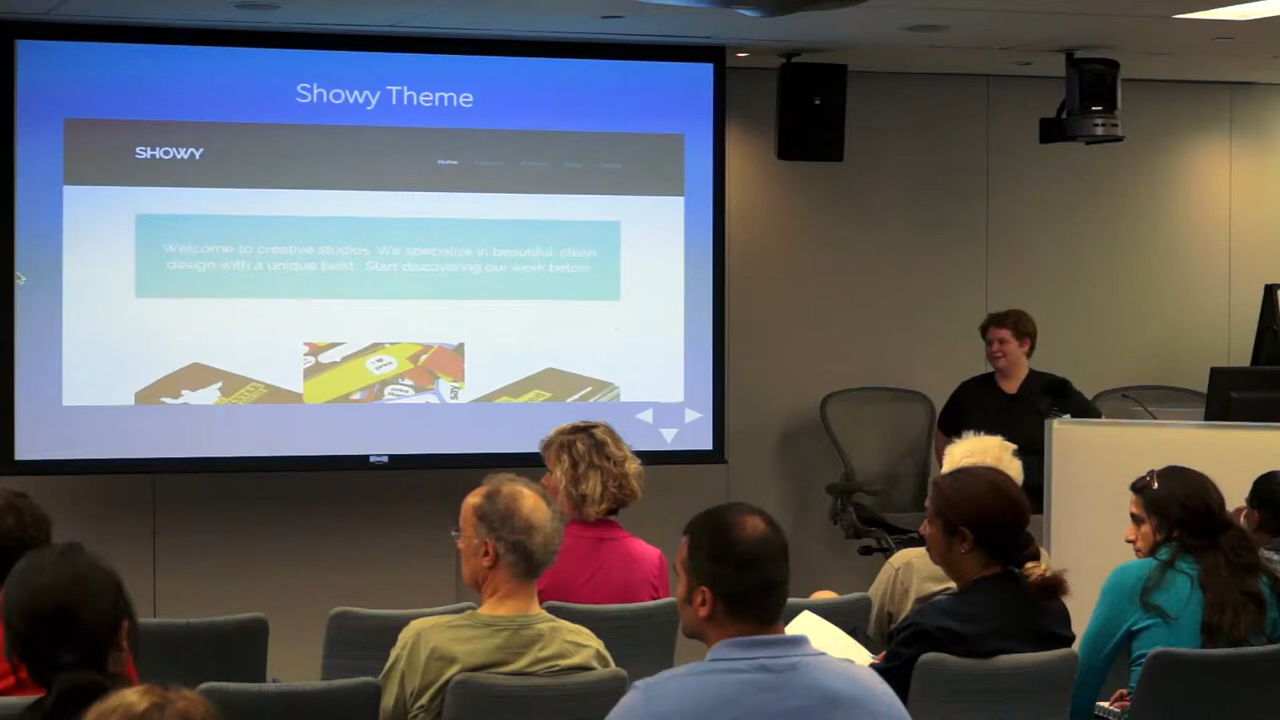 Showy Theme
SHOWY
Home
Welcome to creative studios. We specialize in beautiful, clean
design with a unique twist. Start discovering our work below.